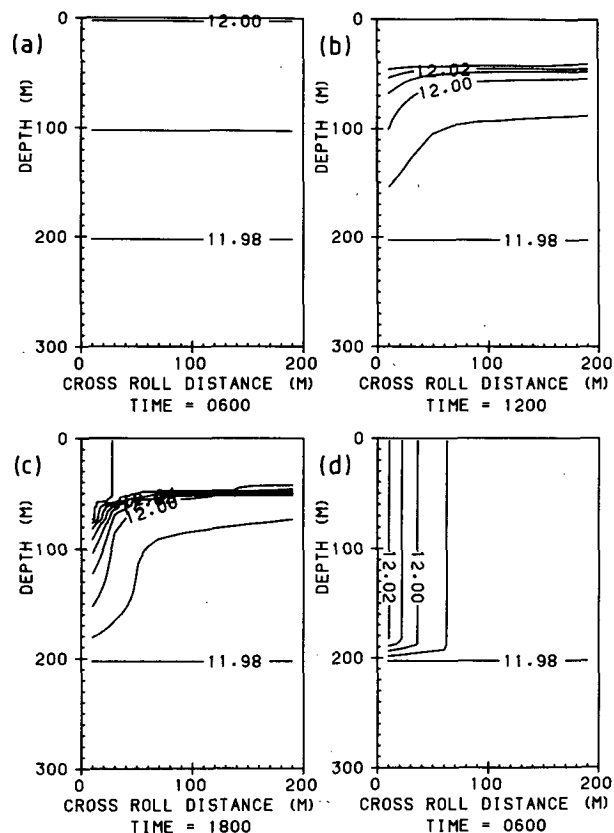 (a)
0
100
200
300
DEPTH (M)
12.00
11.98
0 100 200
CROSS ROLL DISTANCE (M)
TIME = 0600
(b)
0
100
200
300
DEPTH (M)
12.02
12.00
11.98
0 100 200
CROSS ROLL DISTANCE (M)
TIME = 1200
(c)
0
100
200
300
DEPTH (M)
12.00
11.98
0 100 200
CROSS ROLL DISTANCE (M)
TIME = 1800
(d)
0
100
200
300
DEPTH (M)
12.02
12.00
11.98
0 100 200
CROSS ROLL DISTANCE (M)
TIME = 0600